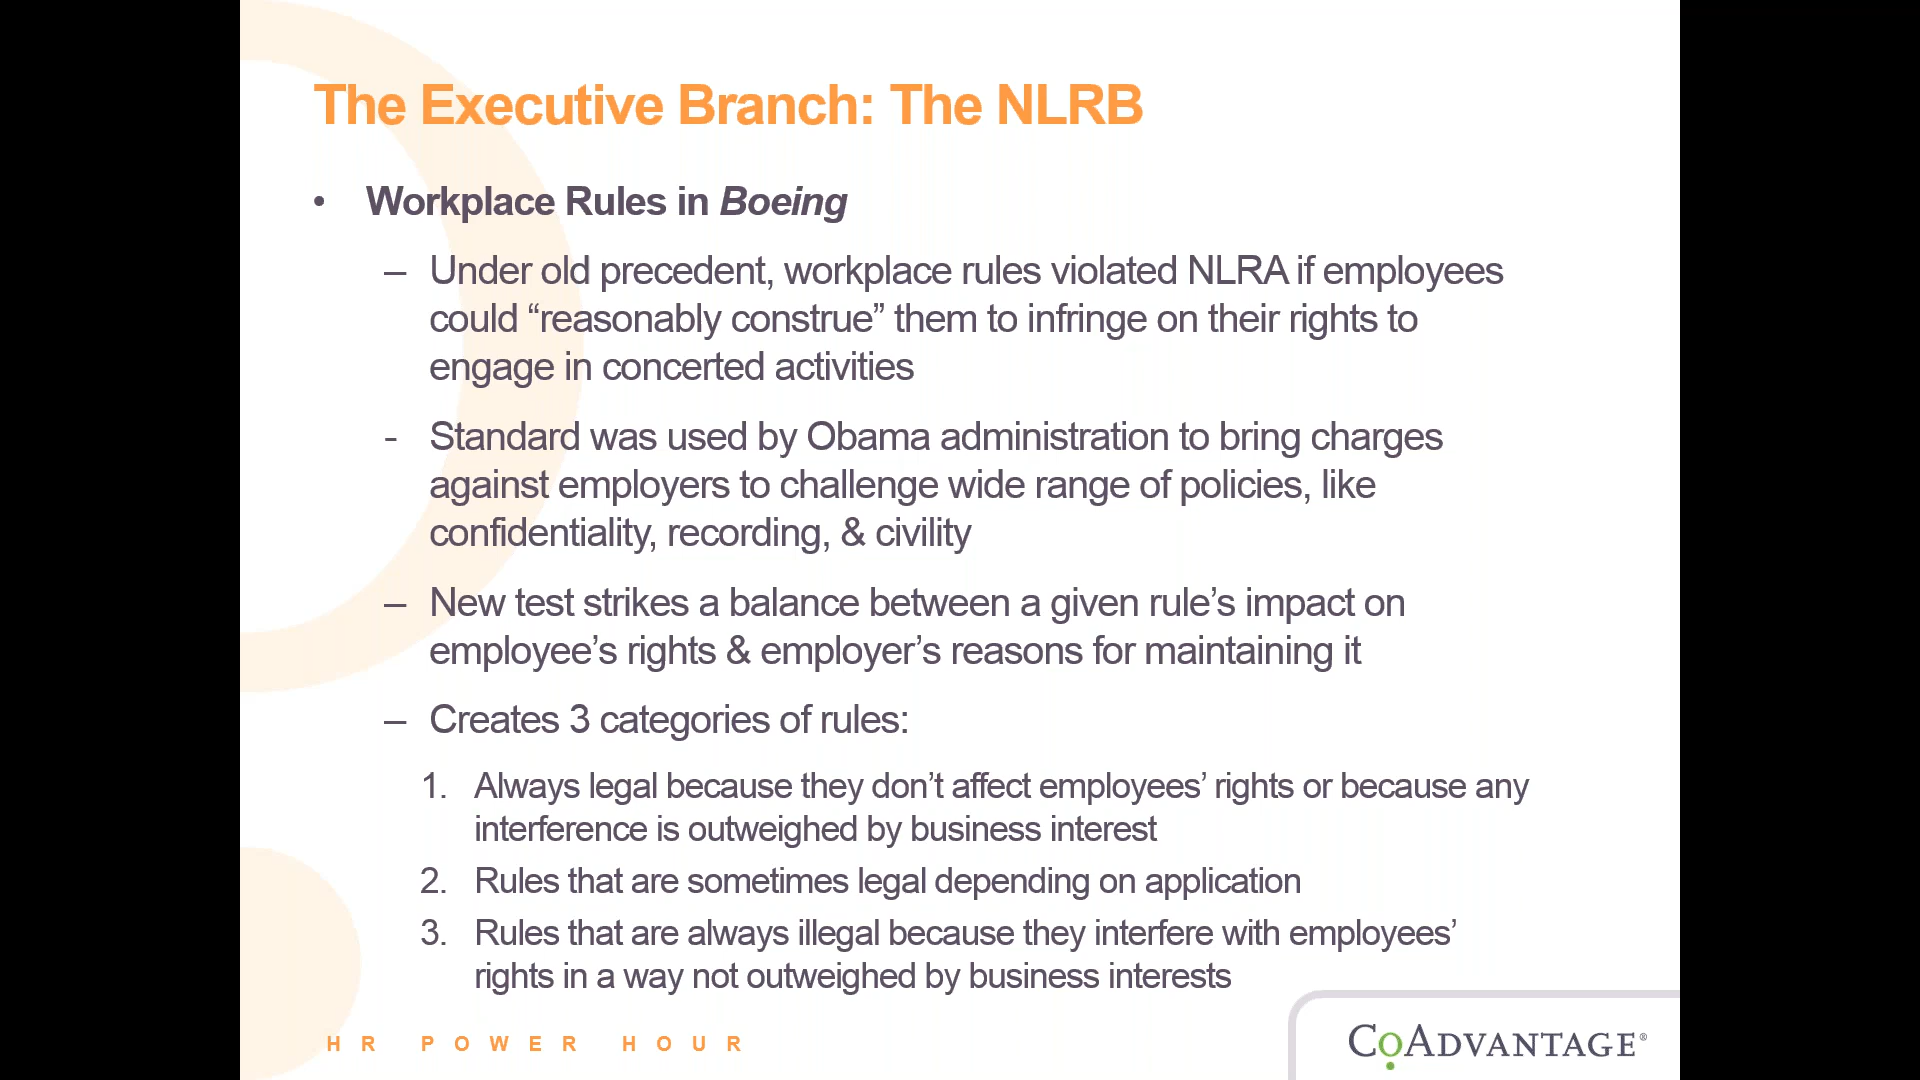 The Executive Branch: The NLRB
• Workplace Rules in Boeing
– Under old precedent, workplace rules violated NLRA if employees
could “reasonably construe” them to infringe on their rights to
engage in concerted activities
- Standard was used by Obama administration to bring charges
against employers to challenge wide range of policies, like
confidentiality, recording, & civility
– New test strikes a balance between a given rule’s impact on
employee’s rights & employer’s reasons for maintaining it
– Creates 3 categories of rules:
1. Always legal because they don’t affect employees’ rights or because any
interference is outweighed by business interest
2. Rules that are sometimes legal depending on application
3. Rules that are always illegal because they interfere with employees’
rights in a way not outweighed by business interests
HR POWER HOUR
CoAdvantage®